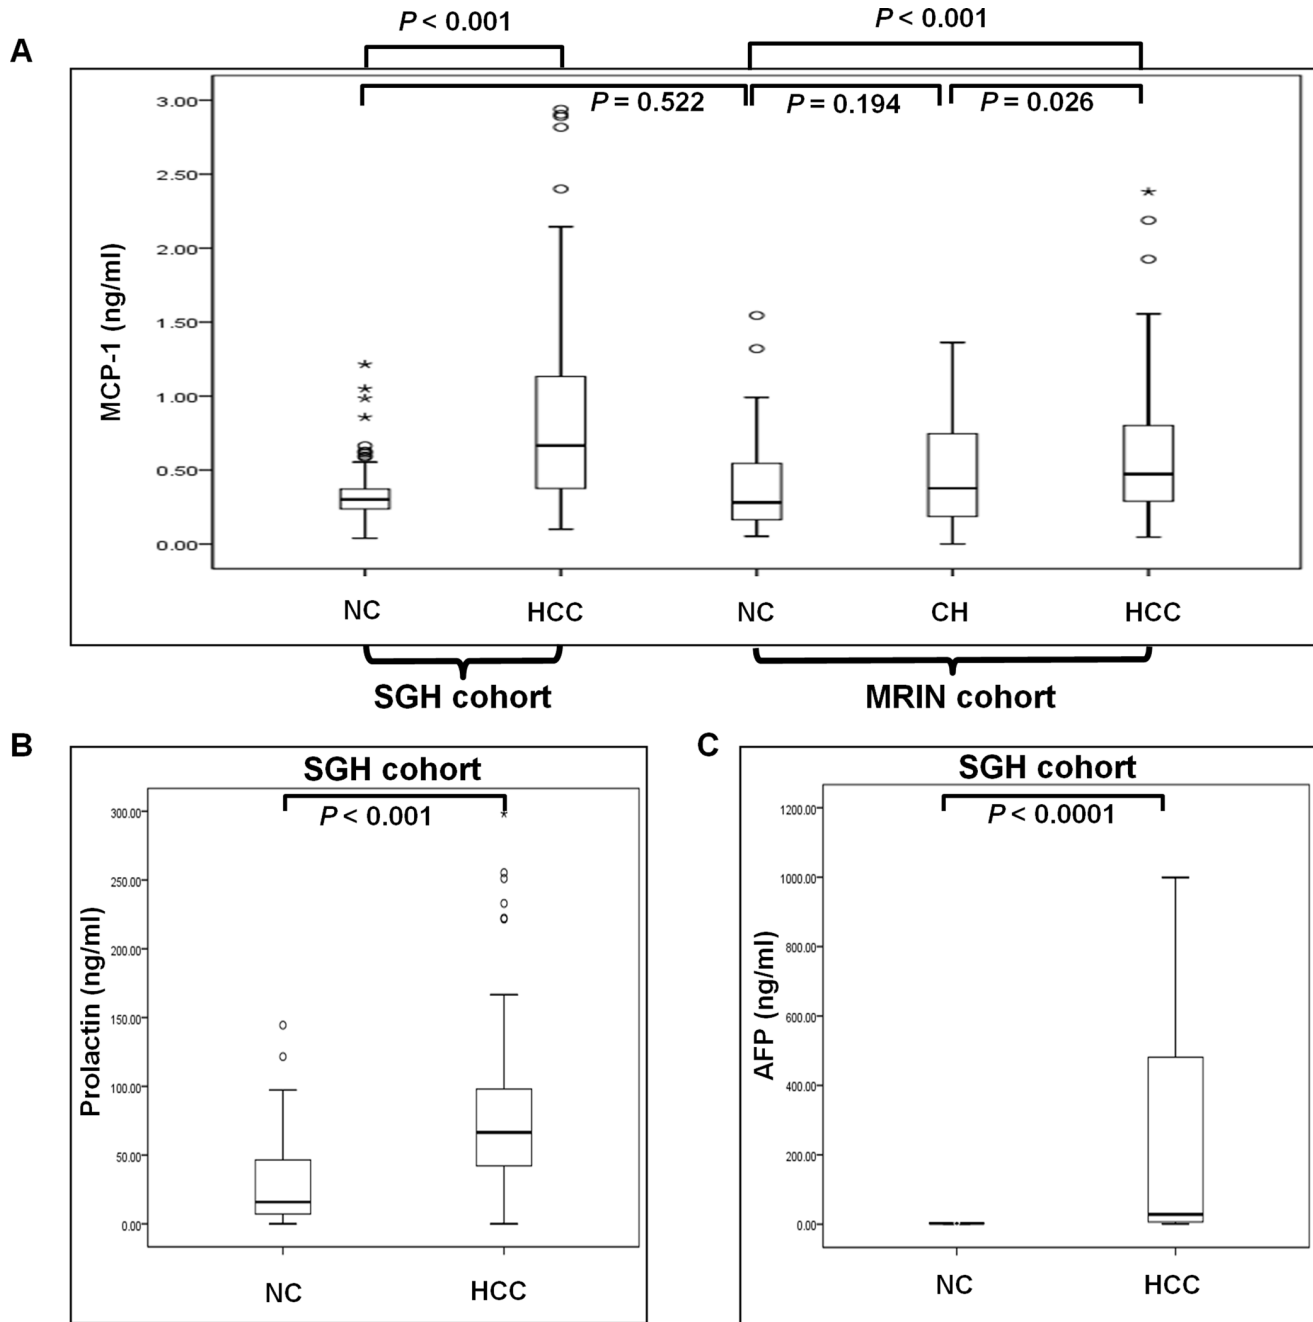 A
P < 0.001
P < 0.001
P = 0.522
P = 0.194
P = 0.026
MCP-1 (ng/ml)
3.00
2.50
2.00
1.50
1.00
0.50
0.00
NC
HCC
NC
CH
HCC
SGH cohort
MRIN cohort
B
SGH cohort
P < 0.001
Prolactin (ng/ml)
300.00
250.00
200.00
150.00
100.00
50.00
0.00
NC
HCC
C
SGH cohort
P < 0.0001
AFP (ng/ml)
1200.00
1000.00
800.00
600.00
400.00
200.00
0.00
NC
HCC